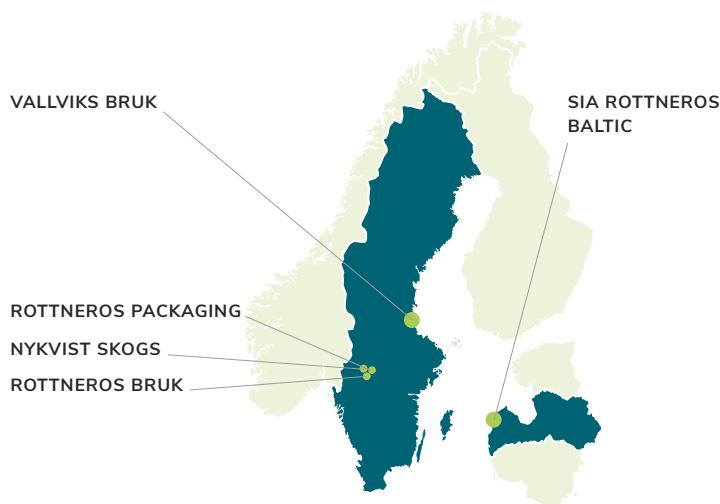 VALLVIKS BRUK
SIA ROTTNEROS
BALTIC
ROTTNEROS PACKAGING
NYKVIST SKOGS
ROTTNEROS BRUK